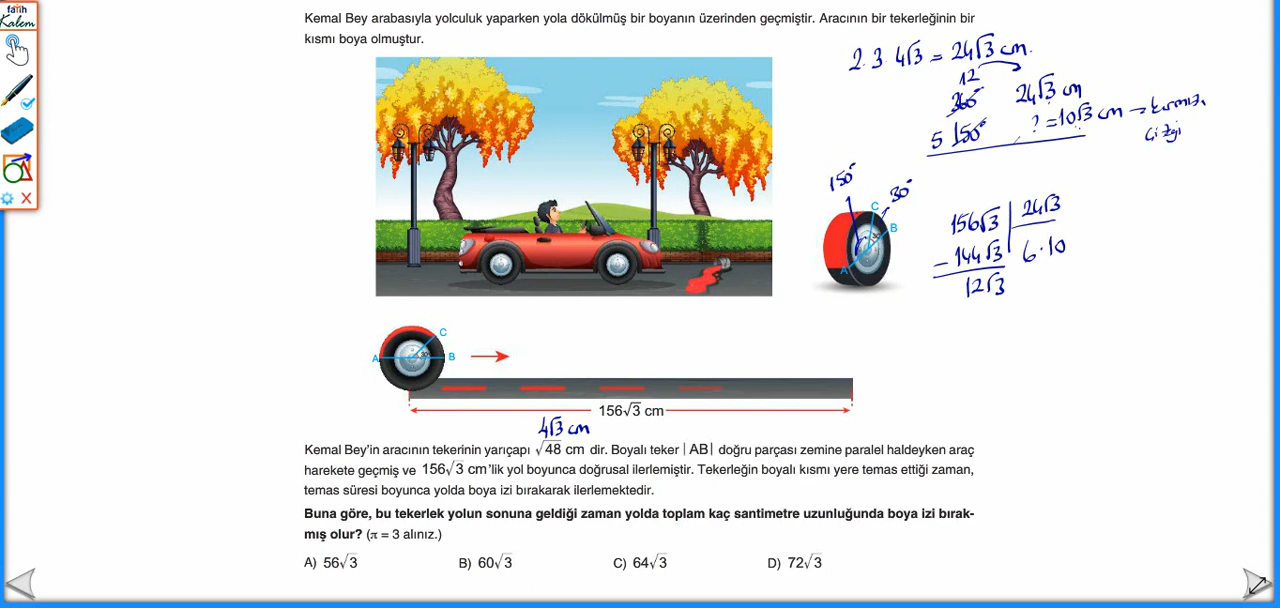 fatih
Kalem
Kemal Bey arabasıyla yolculuk yaparken yola dökülmüş bir boyanın üzerinden geçmiştir. Aracının bir tekerleğinin bir
kısmı boya olmuştur.
2.3.4√3 = 24√3 cm.
12
360° 24√3 cm
5 150° ? = 10√3 cm → kırmızı
çizgi
150° 30°
C
B
A
30°
156√3 | 24√3
- 144√3 6.10
12√3
C
A
30°
B
156√3 cm
4√3 cm
Kemal Bey'in aracının tekerinin yarıçapı √48 cm dir. Boyalı teker |AB| doğru parçası zemine paralel haldeyken araç
harekete geçmiş ve 156√3 cm'lik yol boyunca doğrusal ilerlemiştir. Tekerleğin boyalı kısmı yere temas ettiği zaman,
temas süresi boyunca yolda boya izi bırakarak ilerlemektedir.
Buna göre, bu tekerlek yolun sonuna geldiği zaman yolda toplam kaç santimetre uzunluğunda boya izi bırak-
mış olur? (π = 3 alınız.)
A) 56√3 B) 60√3 C) 64√3 D) 72√3